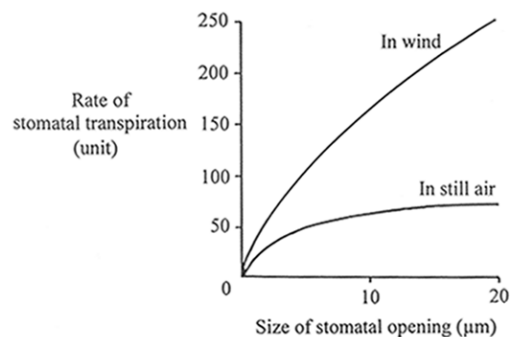 250
200
150
100
50
0
Rate of
stomatal transpiration
(unit)
In wind
In still air
10
20
Size of stomatal opening (μm)